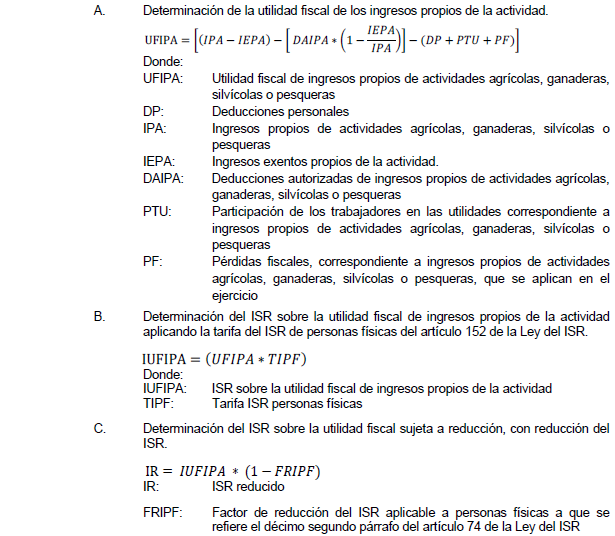 A. Determinación de la utilidad fiscal de los ingresos propios de la actividad.
UFIPA = [(IPA − IEPA) − [DAIPA ∗ (1 − IEPA/IPA)] − (DP + PTU + PF)]
Donde:
UFIPA: Utilidad fiscal de ingresos propios de actividades agrícolas, ganaderas,
silvícolas o pesqueras
DP: Deducciones personales
IPA: Ingresos propios de actividades agrícolas, ganaderas, silvícolas o
pesqueras
IEPA: Ingresos exentos propios de la actividad.
DAIPA: Deducciones autorizadas de ingresos propios de actividades agrícolas,
ganaderas, silvícolas o pesqueras
PTU: Participación de los trabajadores en las utilidades correspondiente a
ingresos propios de actividades agrícolas, ganaderas, silvícolas o
pesqueras
PF: Pérdidas fiscales, correspondiente a ingresos propios de actividades
agrícolas, ganaderas, silvícolas o pesqueras, que se aplican en el
ejercicio
B. Determinación del ISR sobre la utilidad fiscal de ingresos propios de la actividad
aplicando la tarifa del ISR de personas físicas del artículo 152 de la Ley del ISR.
IUFIPA = (UFIPA ∗ TIPF)
Donde:
IUFIPA: ISR sobre la utilidad fiscal de ingresos propios de la actividad
TIPF: Tarifa ISR personas físicas
C. Determinación del ISR sobre la utilidad fiscal sujeta a reducción, con reducción del
ISR.
IR = IUFIPA ∗ (1 − FRIPF)
IR: ISR reducido
FRIPF: Factor de reducción del ISR aplicable a personas físicas a que se
refiere el décimo segundo párrafo del artículo 74 de la Ley del ISR